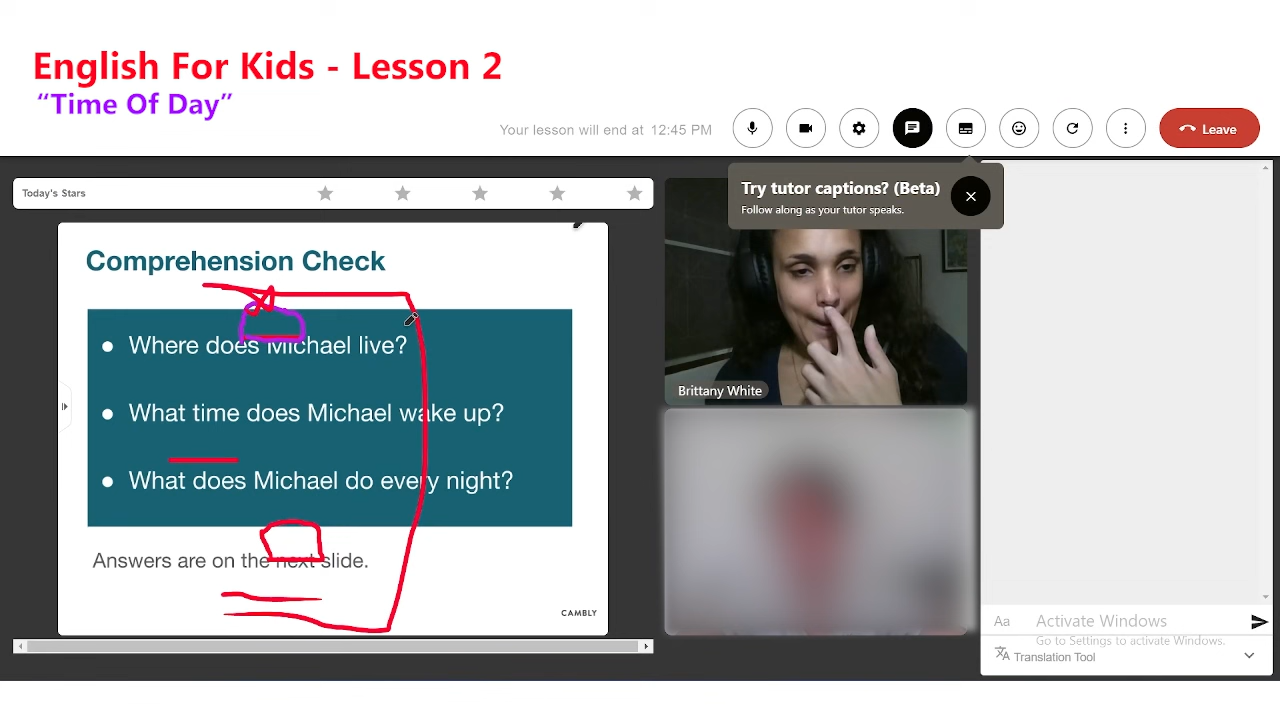 English For Kids - Lesson 2
“Time Of Day”
Your lesson will end at 12:45 PM
Leave
Today's Stars
Try tutor captions? (Beta)
Follow along as your tutor speaks.
Comprehension Check
Where does Michael live?
What time does Michael wake up?
What does Michael do every night?
Answers are on the next slide.
CAMBLY
Brittany White
Aa
Activate Windows
Go to Settings to activate Windows.
Translation Tool